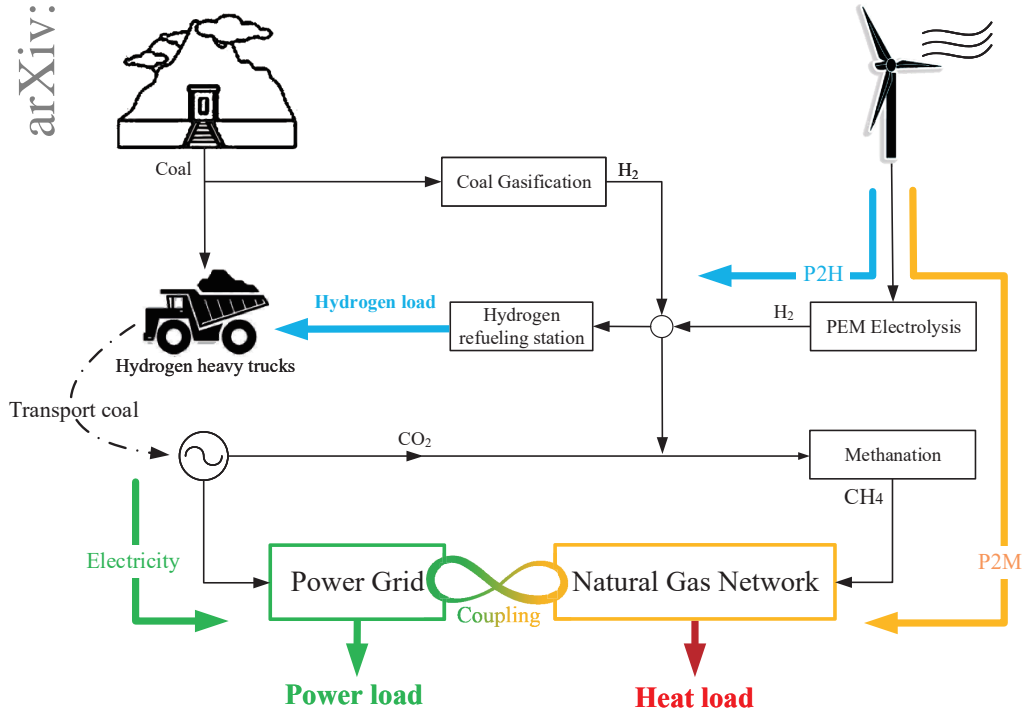 arXiv:
Coal
Coal Gasification
H₂
P2H
Hydrogen load
Hydrogen
refueling station
H₂
PEM Electrolysis
Hydrogen heavy trucks
Transport coal
CO₂
Methanation
CH4
Electricity
Power Grid
Coupling
Natural Gas Network
P2M
Power load
Heat load